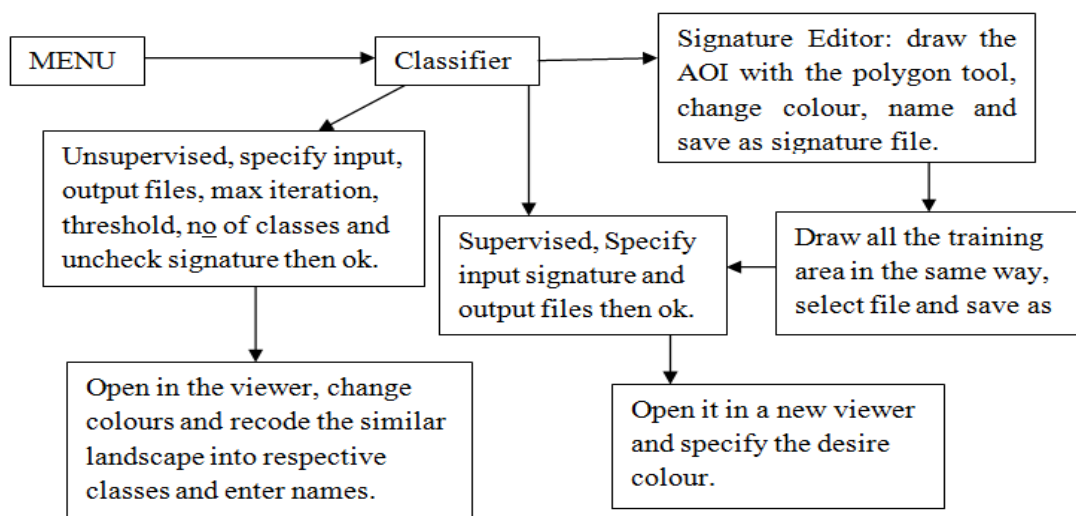 MENU
Classifier
Signature Editor: draw the
AOI with the polygon tool,
change colour, name and
save as signature file.
Unsupervised, specify input,
output files, max iteration,
threshold, no of classes and
uncheck signature then ok.
Supervised, Specify
input signature and
output files then ok.
Draw all the training
area in the same way,
select file and save as
Open in the viewer, change
colours and recode the similar
landscape into respective
classes and enter names.
Open it in a new viewer
and specify the desire
colour.